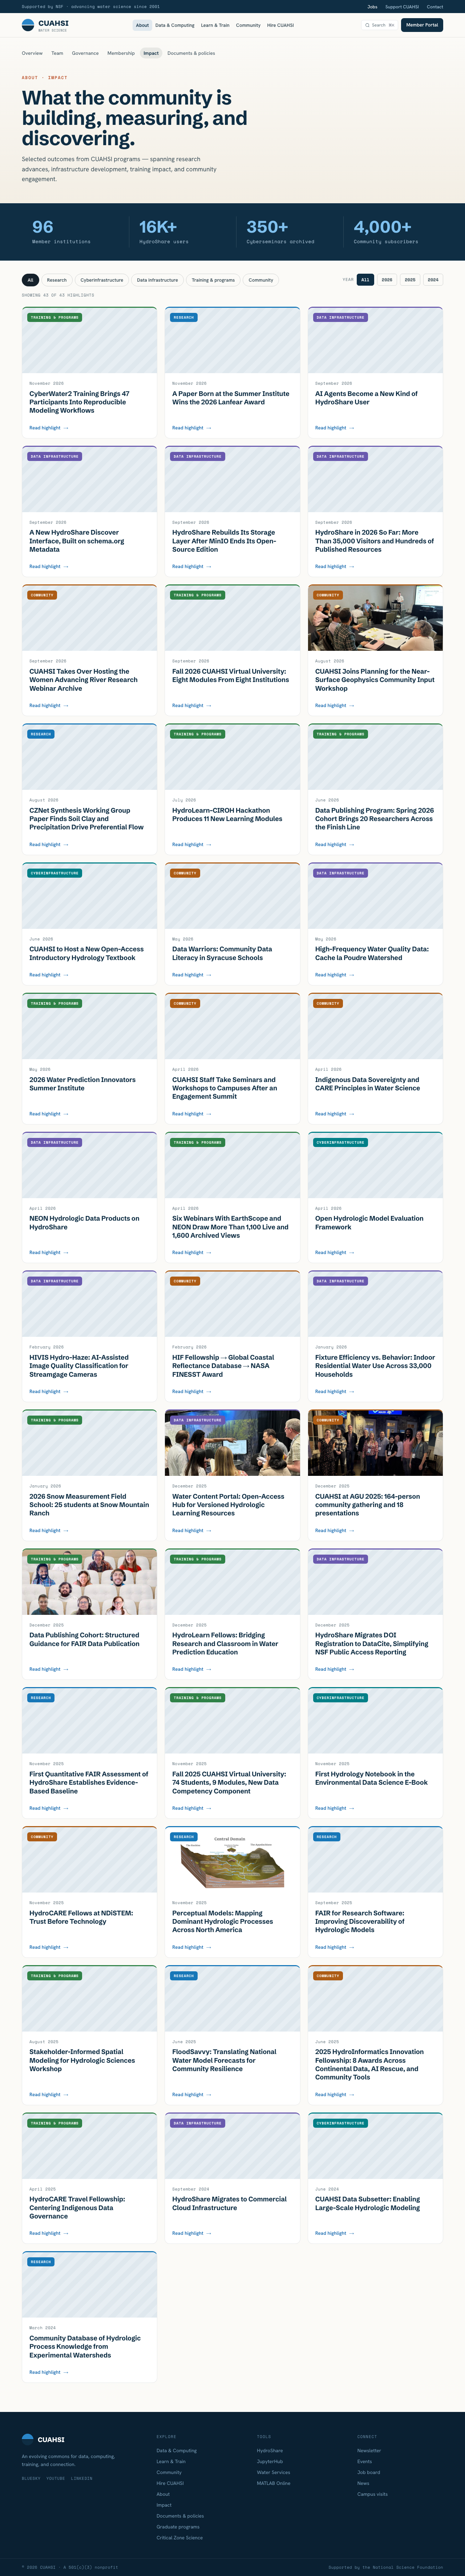 Supported by NSF · advancing water science since 2001
Jobs Support CUAHSI Contact
CUAHSI
WATER SCIENCE
About Data & Computing Learn & Train Community Hire CUAHSI
Search Member Portal
Overview Team Governance Membership Impact Documents & policies
ABOUT · IMPACT
What the community is
building, measuring, and
discovering.
Selected outcomes from CUAHSI programs — spanning research
advances, infrastructure development, training impact, and community
engagement.
96 16K+ 350+ 4,000+
Member institutions HydroShare users Cyberseminars archived Community subscribers
All Research Cyberinfrastructure Data infrastructure Training & programs Community
YEAR All 2026 2025 2024
SHOWING 43 OF 43 HIGHLIGHTS
TRAINING & PROGRAMS
November 2026
CyberWater2 Training Brings 47
Participants Into Reproducible
Modeling Workflows
Read highlight →
RESEARCH
November 2026
A Paper Born at the Summer Institute
Wins the 2026 Lanfear Award
Read highlight →
DATA INFRASTRUCTURE
September 2026
AI Agents Become a New Kind of
HydroShare User
Read highlight →
DATA INFRASTRUCTURE
September 2026
A New HydroShare Discover
Interface, Built on schema.org
Metadata
Read highlight →
DATA INFRASTRUCTURE
September 2026
HydroShare Rebuilds Its Storage
Layer After MinIO Ends Its Open-
Source Edition
Read highlight →
DATA INFRASTRUCTURE
September 2026
HydroShare in 2026 So Far: More
Than 35,000 Visitors and Hundreds of
Published Resources
Read highlight →
COMMUNITY
September 2026
CUAHSI Takes Over Hosting the
Women Advancing River Research
Webinar Archive
Read highlight →
TRAINING & PROGRAMS
September 2026
Fall 2026 CUAHSI Virtual University:
Eight Modules From Eight Institutions
Read highlight →
COMMUNITY
August 2026
CUAHSI Joins Planning for the Near-
Surface Geophysics Community Input
Workshop
Read highlight →
RESEARCH
August 2026
CZNet Synthesis Working Group
Paper Finds Soil Clay and
Precipitation Drive Preferential Flow
Read highlight →
TRAINING & PROGRAMS
July 2026
HydroLearn-CIROH Hackathon
Produces 11 New Learning Modules
Read highlight →
TRAINING & PROGRAMS
June 2026
Data Publishing Program: Spring 2026
Cohort Brings 20 Researchers Across
the Finish Line
Read highlight →
CYBERINFRASTRUCTURE
June 2026
CUAHSI to Host a New Open-Access
Introductory Hydrology Textbook
Read highlight →
COMMUNITY
May 2026
Data Warriors: Community Data
Literacy in Syracuse Schools
Read highlight →
DATA INFRASTRUCTURE
May 2026
High-Frequency Water Quality Data:
Cache la Poudre Watershed
Read highlight →
TRAINING & PROGRAMS
May 2026
2026 Water Prediction Innovators
Summer Institute
Read highlight →
COMMUNITY
April 2026
CUAHSI Staff Take Seminars and
Workshops to Campuses After an
Engagement Summit
Read highlight →
COMMUNITY
April 2026
Indigenous Data Sovereignty and
CARE Principles in Water Science
Read highlight →
DATA INFRASTRUCTURE
April 2026
NEON Hydrologic Data Products on
HydroShare
Read highlight →
TRAINING & PROGRAMS
April 2026
Six Webinars With EarthScope and
NEON Draw More Than 1,100 Live and
1,600 Archived Views
Read highlight →
CYBERINFRASTRUCTURE
April 2026
Open Hydrologic Model Evaluation
Framework
Read highlight →
DATA INFRASTRUCTURE
February 2026
HIVIS Hydro-Haze: AI-Assisted
Image Quality Classification for
Streamgage Cameras
Read highlight →
COMMUNITY
February 2026
HIF Fellowship → Global Coastal
Reflectance Database → NASA
FINESST Award
Read highlight →
DATA INFRASTRUCTURE
January 2026
Fixture Efficiency vs. Behavior: Indoor
Residential Water Use Across 33,000
Households
Read highlight →
TRAINING & PROGRAMS
January 2026
2026 Snow Measurement Field
School: 25 students at Snow Mountain
Ranch
Read highlight →
DATA INFRASTRUCTURE
December 2025
Water Content Portal: Open-Access
Hub for Versioned Hydrologic
Learning Resources
Read highlight →
COMMUNITY
December 2025
CUAHSI at AGU 2025: 164-person
community gathering and 18
presentations
Read highlight →
TRAINING & PROGRAMS
December 2025
Data Publishing Cohort: Structured
Guidance for FAIR Data Publication
Read highlight →
TRAINING & PROGRAMS
December 2025
HydroLearn Fellows: Bridging
Research and Classroom in Water
Prediction Education
Read highlight →
DATA INFRASTRUCTURE
December 2025
HydroShare Migrates DOI
Registration to DataCite, Simplifying
NSF Public Access Reporting
Read highlight →
RESEARCH
November 2025
First Quantitative FAIR Assessment of
HydroShare Establishes Evidence-
Based Baseline
Read highlight →
TRAINING & PROGRAMS
November 2025
Fall 2025 CUAHSI Virtual University:
74 Students, 9 Modules, New Data
Competency Component
Read highlight →
CYBERINFRASTRUCTURE
November 2025
First Hydrology Notebook in the
Environmental Data Science E-Book
Read highlight →
COMMUNITY
November 2025
HydroCARE Fellows at NDiSTEM:
Trust Before Technology
Read highlight →
RESEARCH
Central Domain
November 2025
Perceptual Models: Mapping
Dominant Hydrologic Processes
Across North America
Read highlight →
RESEARCH
September 2025
FAIR for Research Software:
Improving Discoverability of
Hydrologic Models
Read highlight →
TRAINING & PROGRAMS
August 2025
Stakeholder-Informed Spatial
Modeling for Hydrologic Sciences
Workshop
Read highlight →
RESEARCH
June 2025
FloodSavvy: Translating National
Water Model Forecasts for
Community Resilience
Read highlight →
COMMUNITY
June 2025
2025 HydroInformatics Innovation
Fellowship: 8 Awards Across
Continental Data, AI Rescue, and
Community Tools
Read highlight →
TRAINING & PROGRAMS
April 2025
HydroCARE Travel Fellowship:
Centering Indigenous Data
Governance
Read highlight →
DATA INFRASTRUCTURE
September 2024
HydroShare Migrates to Commercial
Cloud Infrastructure
Read highlight →
CYBERINFRASTRUCTURE
June 2024
CUAHSI Data Subsetter: Enabling
Large-Scale Hydrologic Modeling
Read highlight →
RESEARCH
March 2024
Community Database of Hydrologic
Process Knowledge from
Experimental Watersheds
Read highlight →
CUAHSI
An evolving commons for data, computing,
training, and connection.
BLUESKY YOUTUBE LINKEDIN
EXPLORE
Data & Computing
Learn & Train
Community
Hire CUAHSI
About
Impact
Documents & policies
Graduate programs
Critical Zone Science
TOOLS
HydroShare
JupyterHub
Water Services
MATLAB Online
CONNECT
Newsletter
Events
Job board
News
Campus visits
© 2026 CUAHSI · A 501(c)(3) nonprofit
Supported by the National Science Foundation